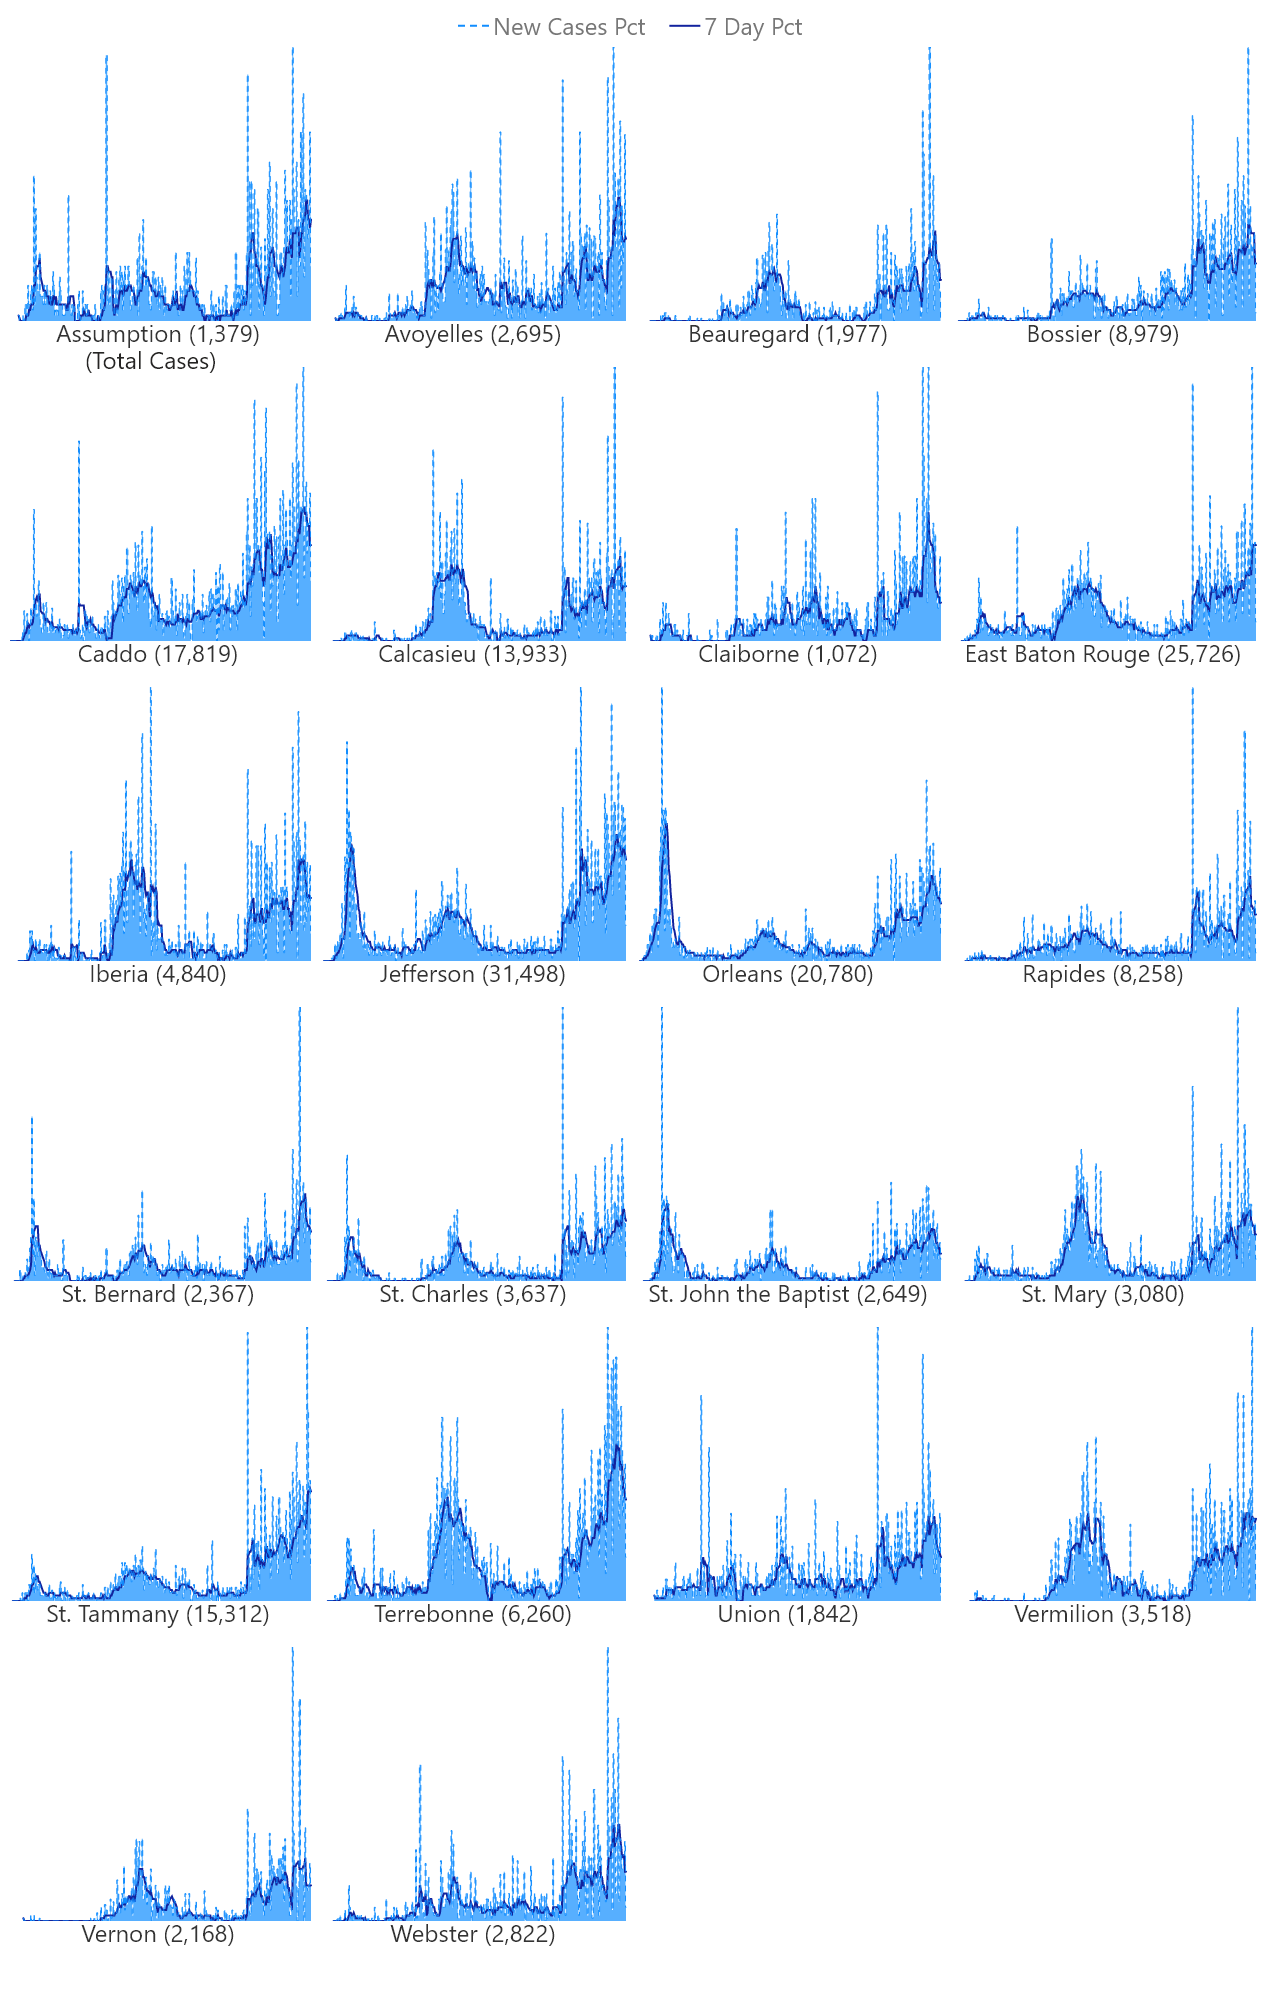 New Cases Pct 7 Day Pct
Assumption (1,379) Avoyelles (2,695) Beauregard (1,977) Bossier (8,979)
(Total Cases)
Caddo (17,819) Calcasieu (13,933) Claiborne (1,072) East Baton Rouge (25,726)
Iberia (4,840) Jefferson (31,498) Orleans (20,780) Rapides (8,258)
St. Bernard (2,367) St. Charles (3,637) St. John the Baptist (2,649) St. Mary (3,080)
St. Tammany (15,312) Terrebonne (6,260) Union (1,842) Vermilion (3,518)
Vernon (2,168) Webster (2,822)